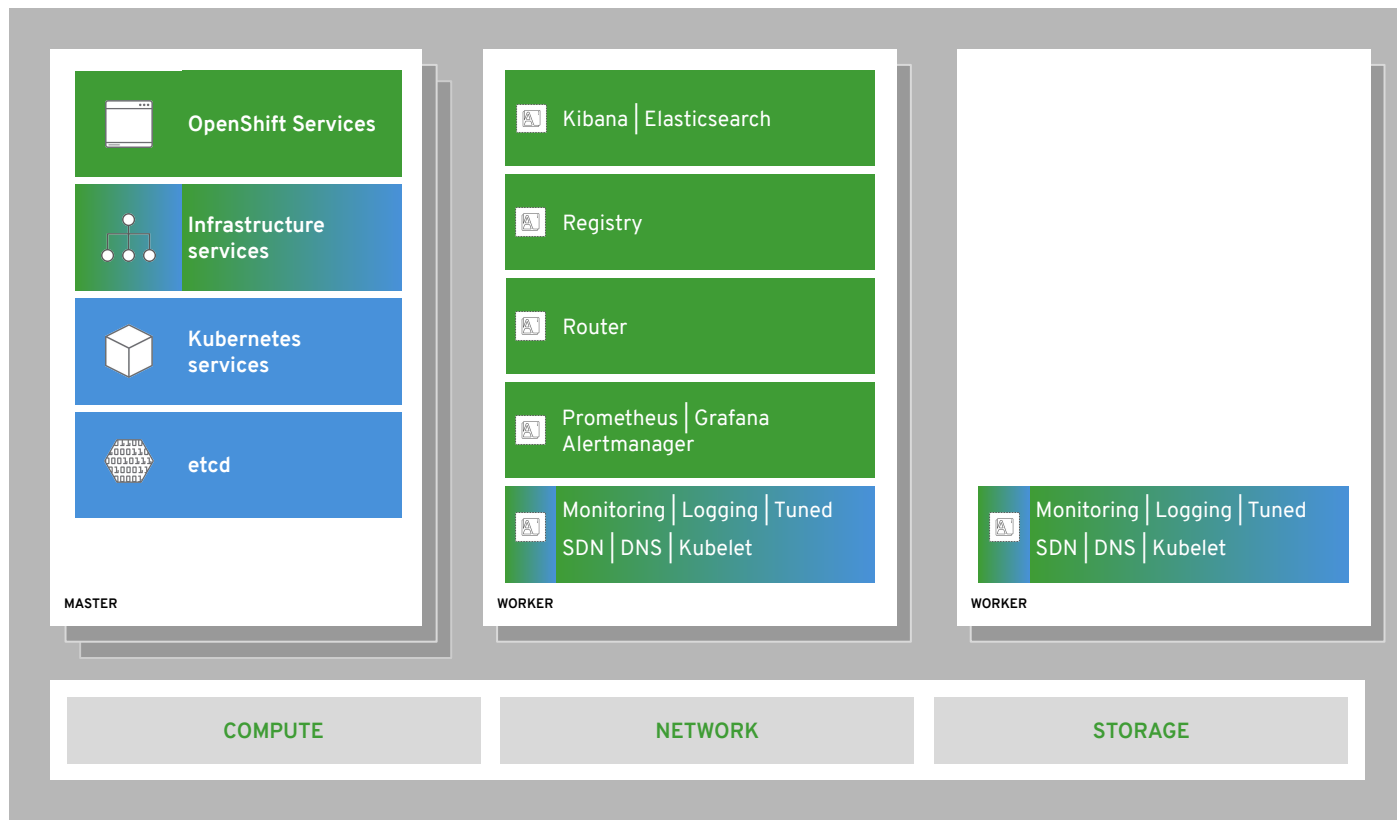 OpenShift Services
Infrastructure
services
Kubernetes
services
etcd
MASTER
Kibana | Elasticsearch
Registry
Router
Prometheus | Grafana
Alertmanager
Monitoring | Logging | Tuned
SDN | DNS | Kubelet
WORKER
Monitoring | Logging | Tuned
SDN | DNS | Kubelet
WORKER
COMPUTE
NETWORK
STORAGE